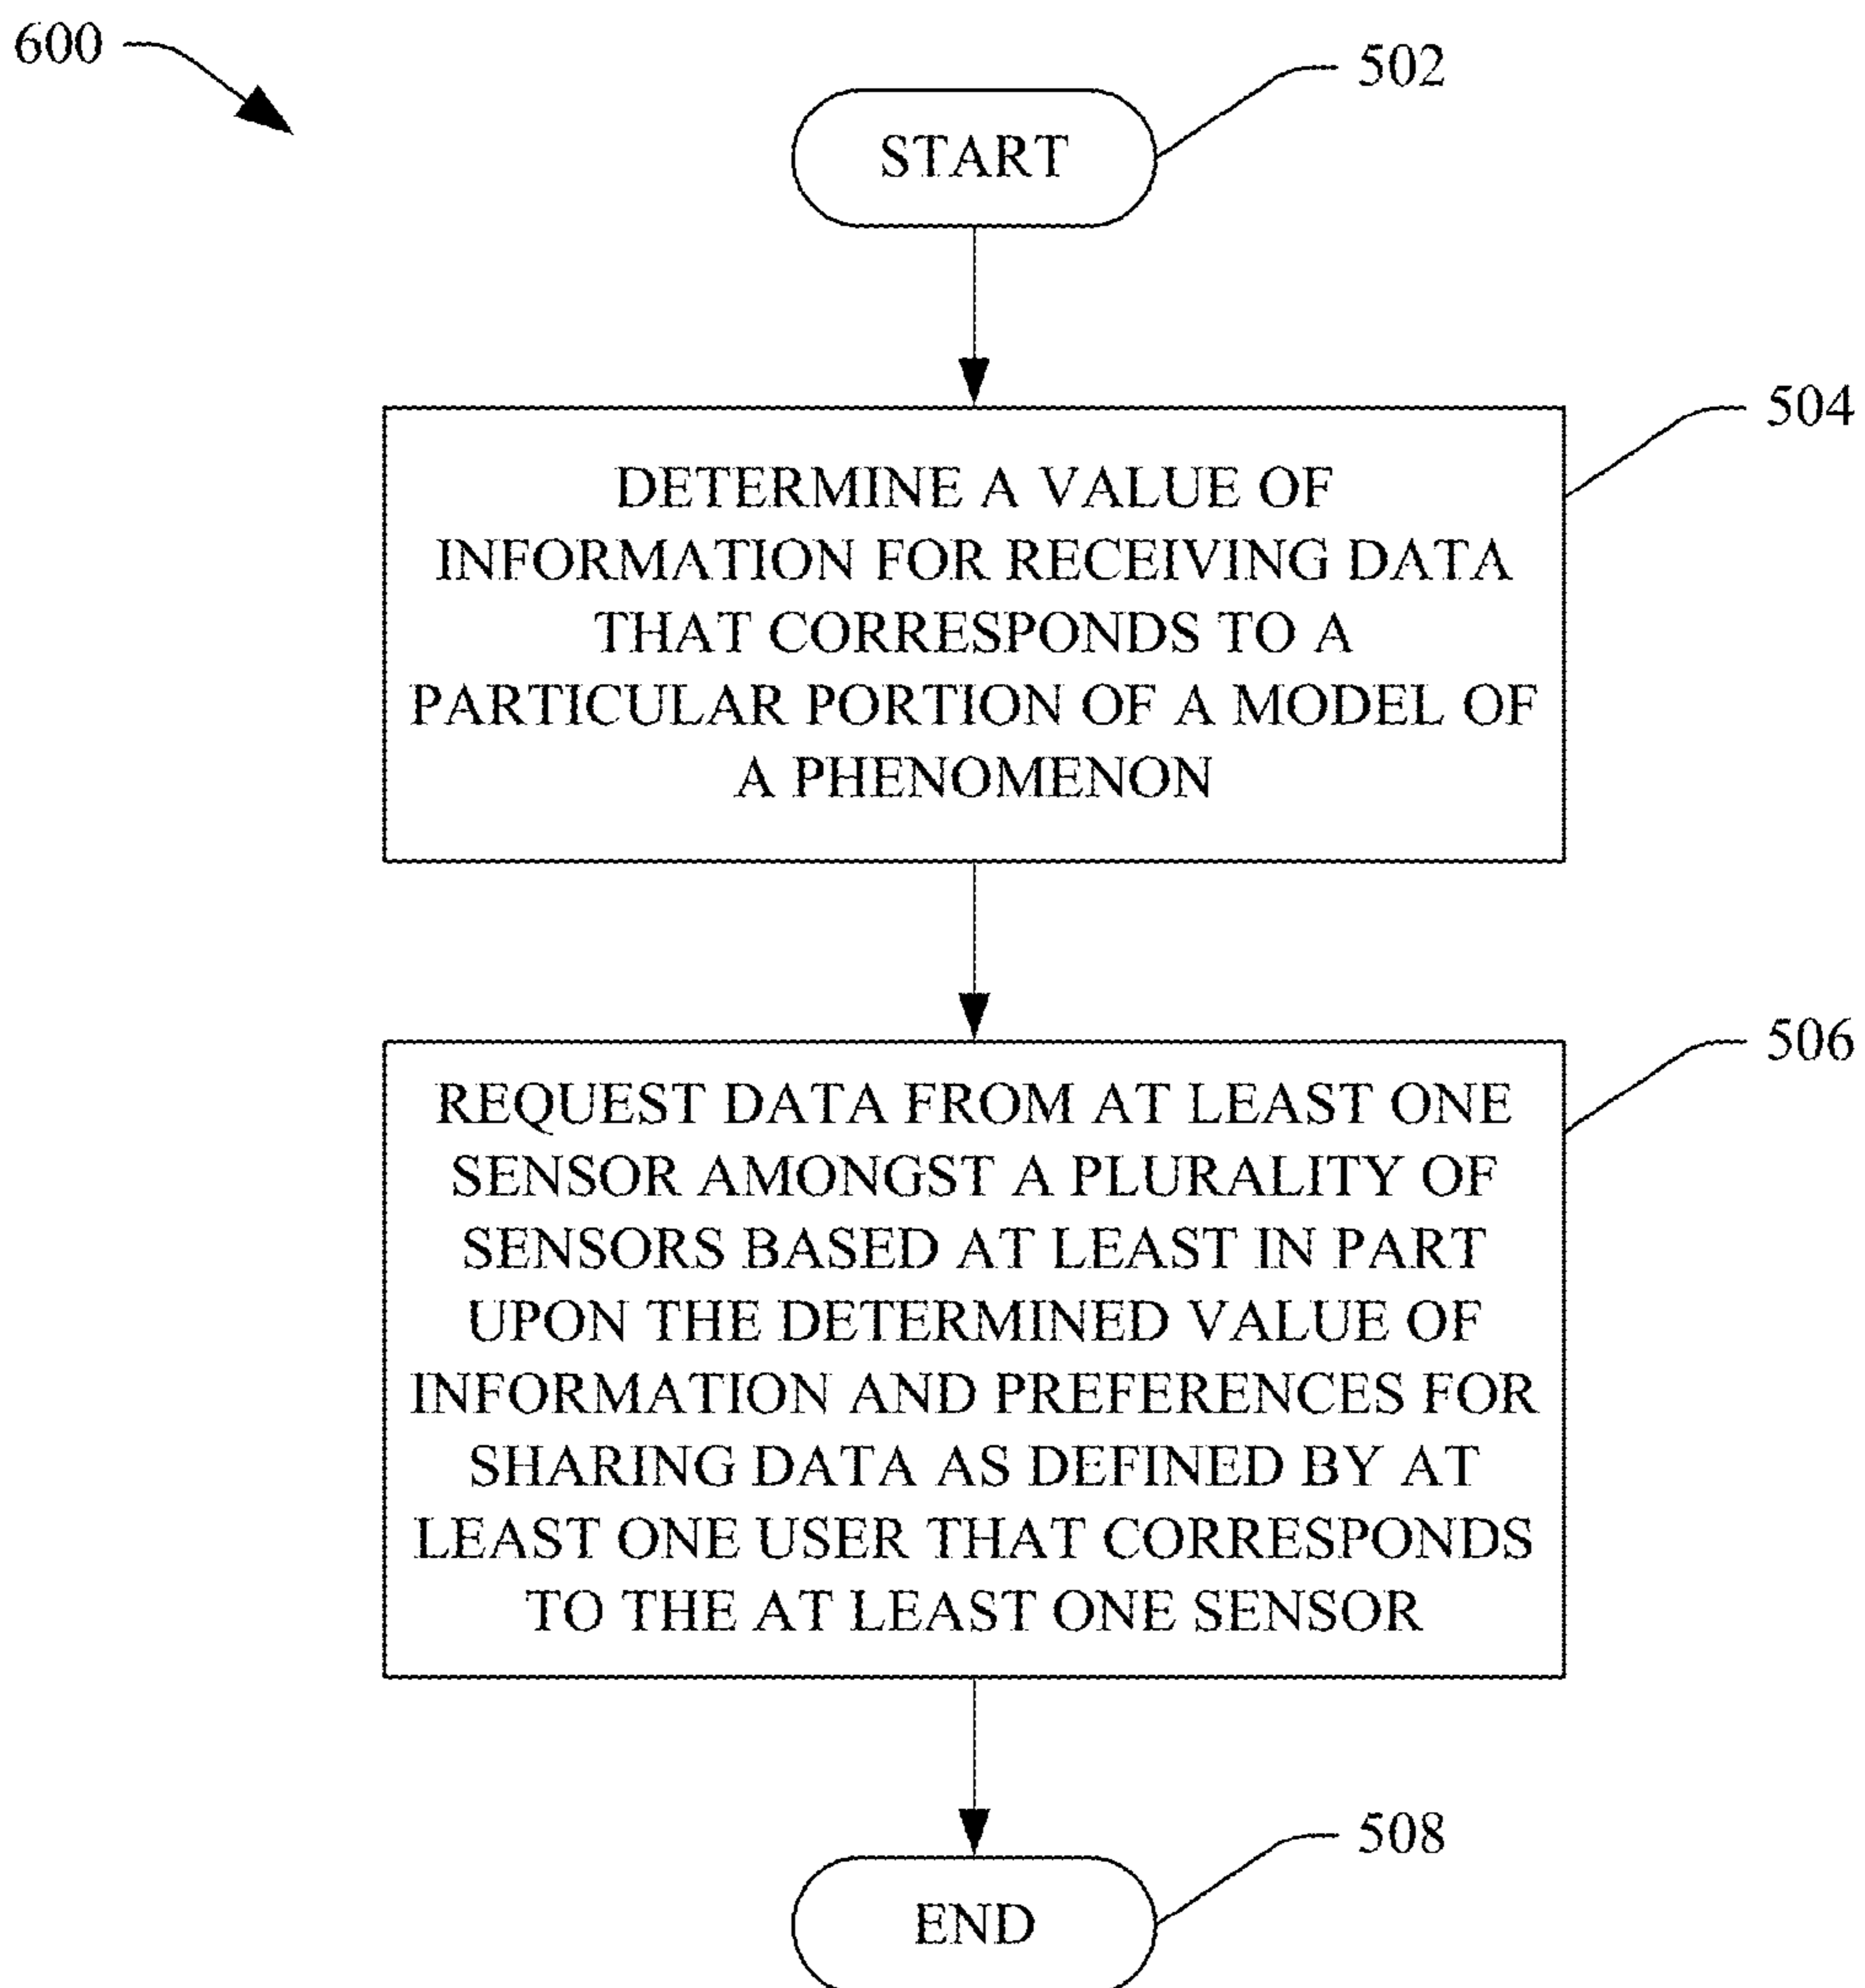 600
502
START
504
DETERMINE A VALUE OF
INFORMATION FOR RECEIVING DATA
THAT CORRESPONDS TO A
PARTICULAR PORTION OF A MODEL OF
A PHENOMENON
506
REQUEST DATA FROM AT LEAST ONE
SENSOR AMONGST A PLURALITY OF
SENSORS BASED AT LEAST IN PART
UPON THE DETERMINED VALUE OF
INFORMATION AND PREFERENCES FOR
SHARING DATA AS DEFINED BY AT
LEAST ONE USER THAT CORRESPONDS
TO THE AT LEAST ONE SENSOR
508
END